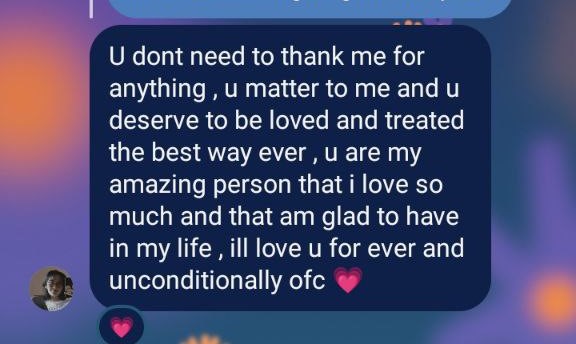 U dont need to thank me for
anything , u matter to me and u
deserve to be loved and treated
the best way ever , u are my
amazing person that i love so
much and that am glad to have
in my life , ill love u for ever and
unconditionally ofc 💗